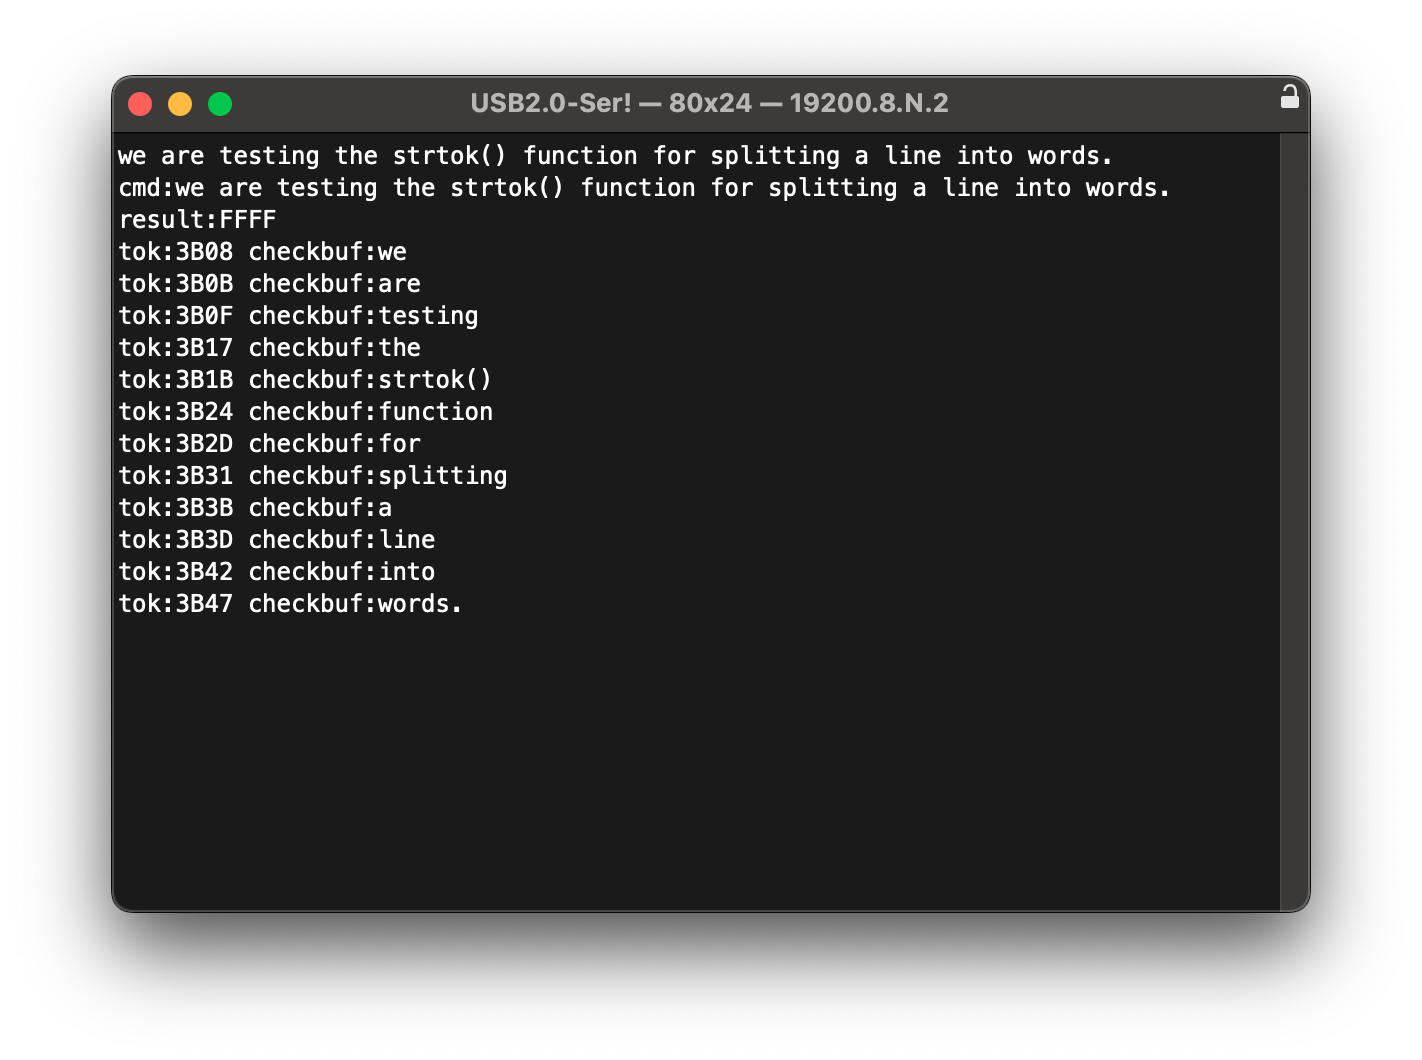 USB2.0-Ser! — 80x24 — 19200.8.N.2
we are testing the strtok() function for splitting a line into words.
cmd:we are testing the strtok() function for splitting a line into words.
result:FFFF
tok:3B08 checkbuf:we
tok:3B0B checkbuf:are
tok:3B0F checkbuf:testing
tok:3B17 checkbuf:the
tok:3B1B checkbuf:strtok()
tok:3B24 checkbuf:function
tok:3B2D checkbuf:for
tok:3B31 checkbuf:splitting
tok:3B3B checkbuf:a
tok:3B3D checkbuf:line
tok:3B42 checkbuf:into
tok:3B47 checkbuf:words.